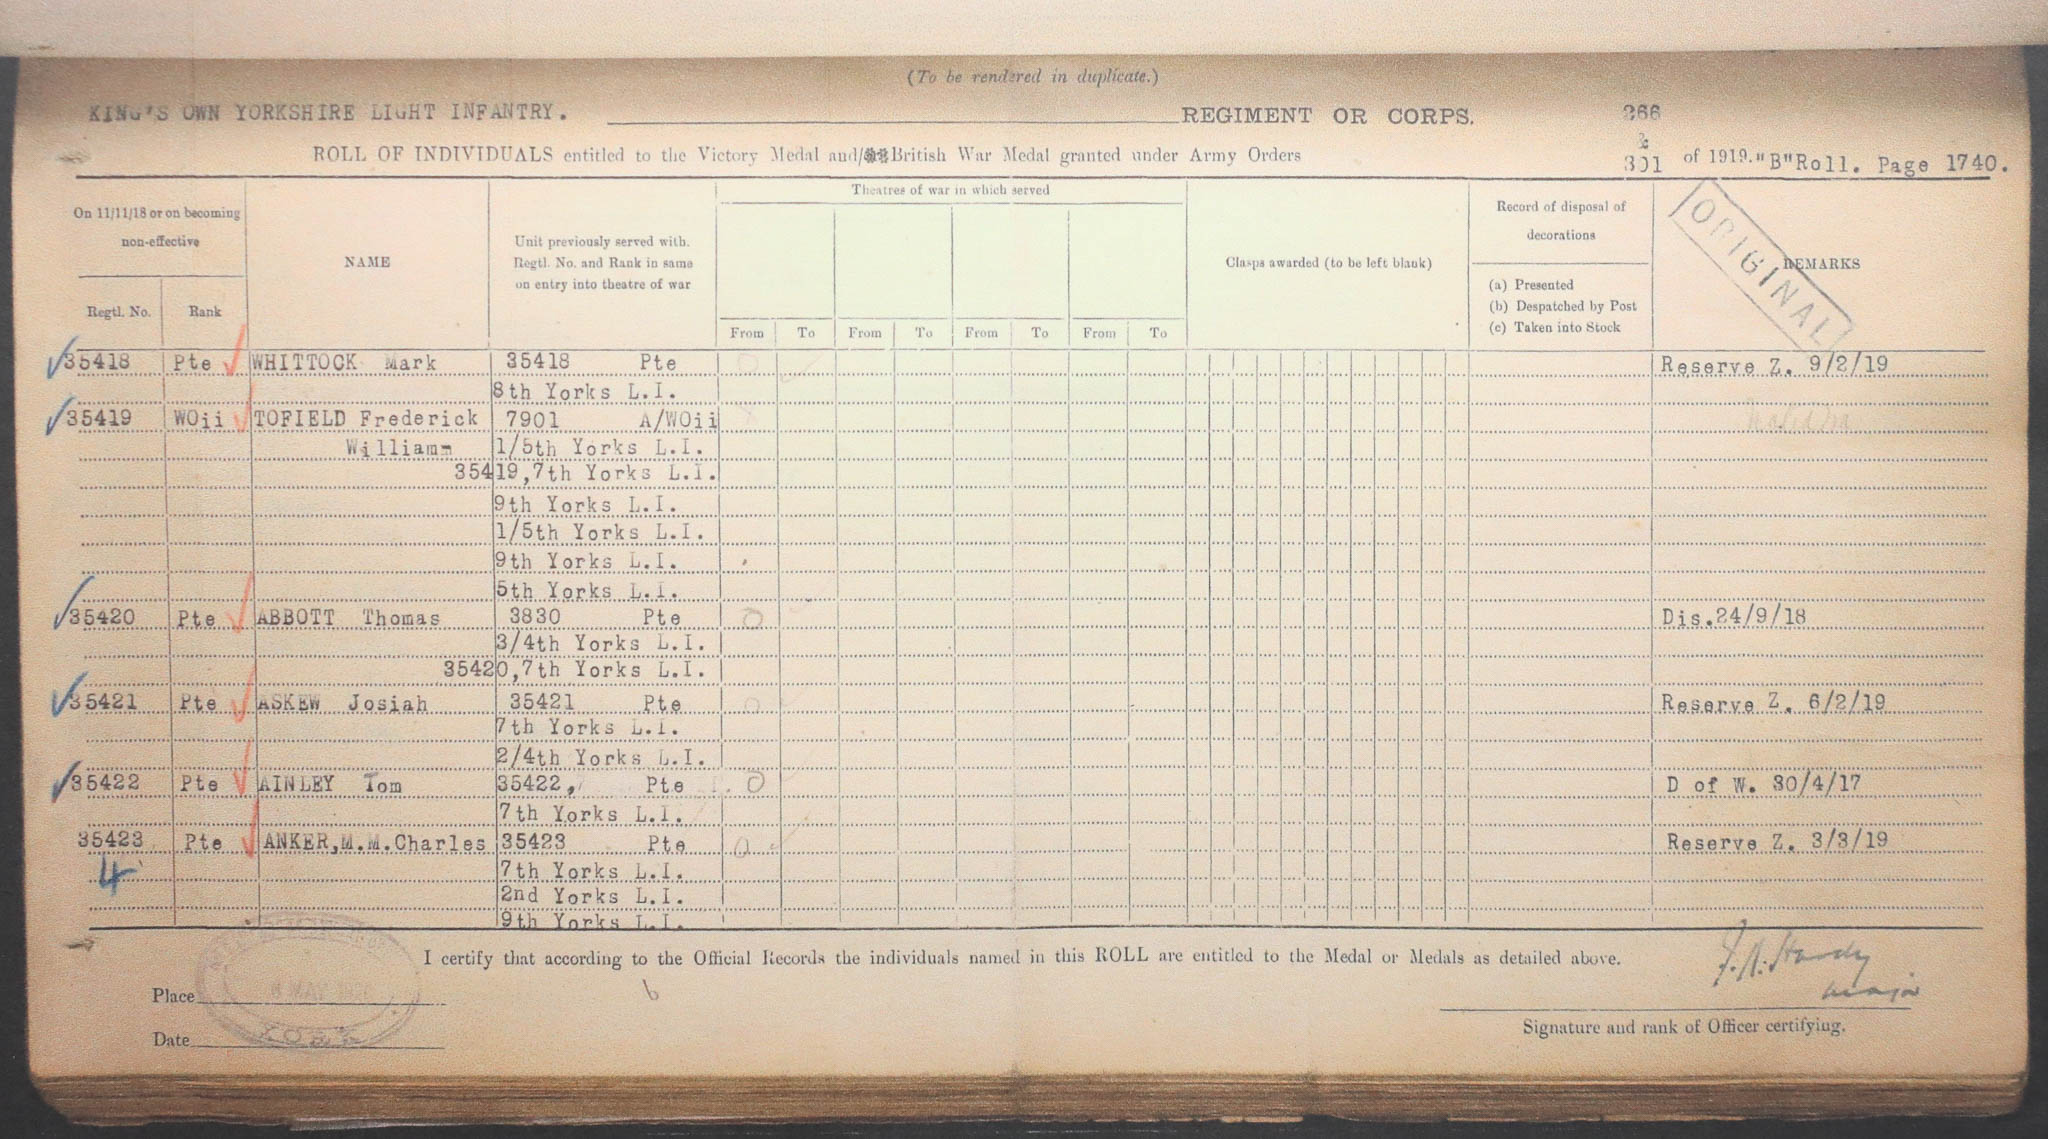 (To be rendered in duplicate.)
KING'S OWN YORKSHIRE LIGHT INFANTRY. REGIMENT OR CORPS. 266
&
ROLL OF INDIVIDUALS entitled to the Victory Medal and/ British War Medal granted under Army Orders 301 of 1919. "B"Roll. Page 1740.
ORIGINAL
On 11/11/18 or on becoming non-effective
Regtl. No. Rank
NAME
Unit previously served with.
Regtl. No. and Rank in same
on entry into theatre of war
Theatres of war in which served
From To From To From To From To
Clasps awarded (to be left blank)
Record of disposal of
decorations
(a) Presented
(b) Despatched by Post
(c) Taken into Stock
REMARKS
35418 Pte WHITTOCK Mark 35418 Pte Reserve Z. 9/2/19
8th Yorks L.I.
35419 WOii TOFIELD Frederick 7901 A/WOii
William 1/5th Yorks L.I.
35419,7th Yorks L.I.
9th Yorks L.I.
1/5th Yorks L.I.
9th Yorks L.I.
5th Yorks L.I.
35420 Pte ABBOTT Thomas 3830 Pte O Dis.24/9/18
3/4th Yorks L.I.
35420,7th Yorks L.I.
35421 Pte ASKEW Josiah 35421 Pte O Reserve Z. 6/2/19
7th Yorks L.I.
2/4th Yorks L.I.
35422 Pte AINLEY Tom 35422, Pte O D of W. 30/4/17
7th Yorks L.I.
35423 Pte ANKER,M.M.Charles 35423 Pte O Reserve Z. 3/3/19
4 7th Yorks L.I.
2nd Yorks L.I.
9th Yorks L.I.
I certify that according to the Official Records the individuals named in this ROLL are entitled to the Medal or Medals as detailed above.
Hardy
Major
Place
6
MAY
YORK
Date
Signature and rank of Officer certifying.